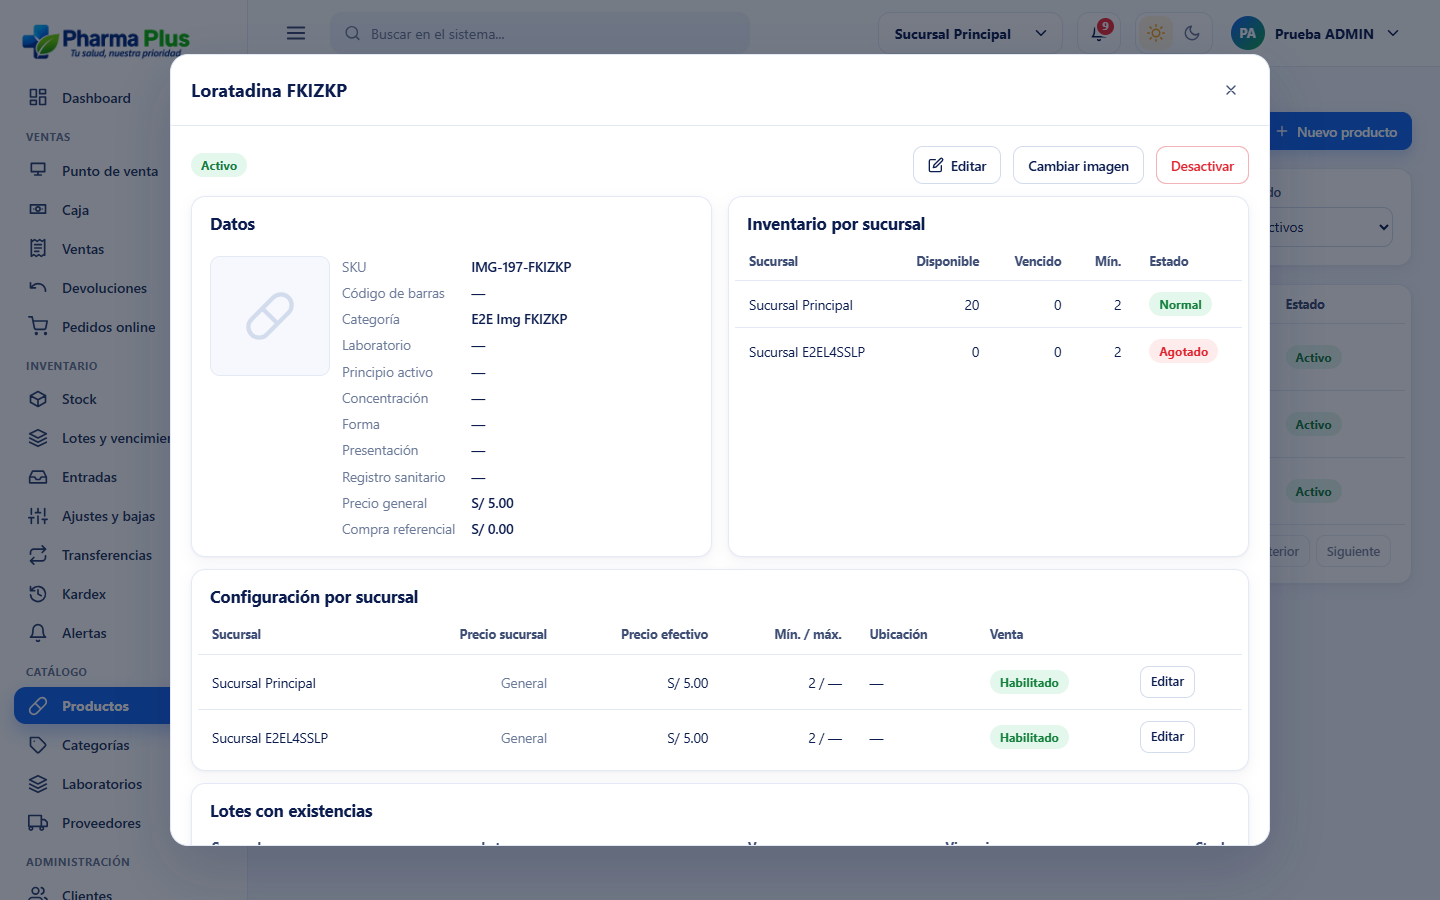 Pharma Plus
Tu salud, nuestra prioridad.
Buscar en el sistema...
Sucursal Principal
9
PA
Prueba ADMIN
Dashboard
VENTAS
Punto de venta
Caja
Ventas
Devoluciones
Pedidos online
INVENTARIO
Stock
Lotes y
Entradas
Ajustes y bajas
Transferencias
Kardex
Alertas
CATÁLOGO
Productos
Categorías
Laboratorios
Proveedores
ADMINISTRACIÓN
Clientes
Nuevo producto
Estado
Activo
Activo
Activo
Siguiente
Loratadina FKIZKP
Activo
Editar
Cambiar imagen
Desactivar
Datos
SKU IMG-197-FKIZKP
Código de barras —
Categoría E2E Img FKIZKP
Laboratorio —
Principio activo —
Concentración —
Forma —
Presentación —
Registro sanitario —
Precio general S/ 5.00
Compra referencial S/ 0.00
Inventario por sucursal
Sucursal Disponible Vencido Mín. Estado
Sucursal Principal 20 0 2 Normal
Sucursal E2EL4SSLP 0 0 2 Agotado
Configuración por sucursal
Sucursal Precio sucursal Precio efectivo Mín. / máx. Ubicación Venta
Sucursal Principal General S/ 5.00 2 / — — Habilitado Editar
Sucursal E2EL4SSLP General S/ 5.00 2 / — — Habilitado Editar
Lotes con existencias